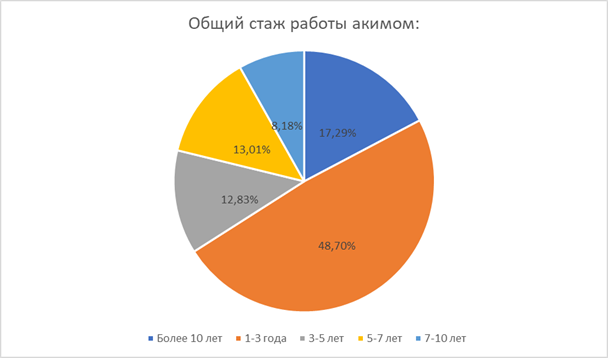 Общий стаж работы акимом:
8,18%
17,29%
13,01%
12,83%
48,70%
Более 10 лет 1-3 года 3-5 лет 5-7 лет 7-10 лет